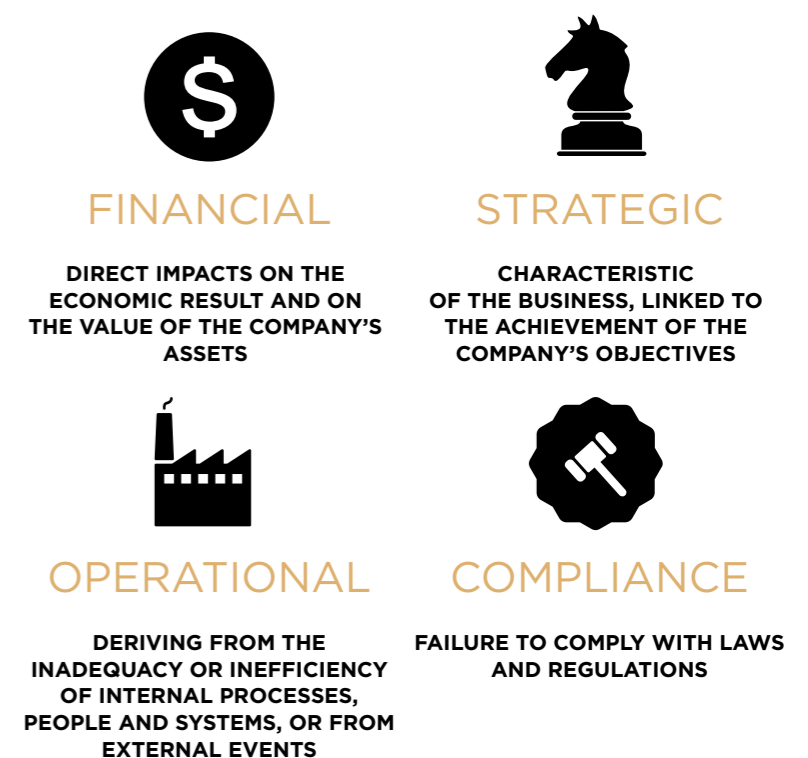 $
FINANCIAL
DIRECT IMPACTS ON THE
ECONOMIC RESULT AND ON
THE VALUE OF THE COMPANY’S
ASSETS
STRATEGIC
CHARACTERISTIC
OF THE BUSINESS, LINKED TO
THE ACHIEVEMENT OF THE
COMPANY’S OBJECTIVES
OPERATIONAL
DERIVING FROM THE
INADEQUACY OR INEFFICIENCY
OF INTERNAL PROCESSES,
PEOPLE AND SYSTEMS, OR FROM
EXTERNAL EVENTS
COMPLIANCE
FAILURE TO COMPLY WITH LAWS
AND REGULATIONS